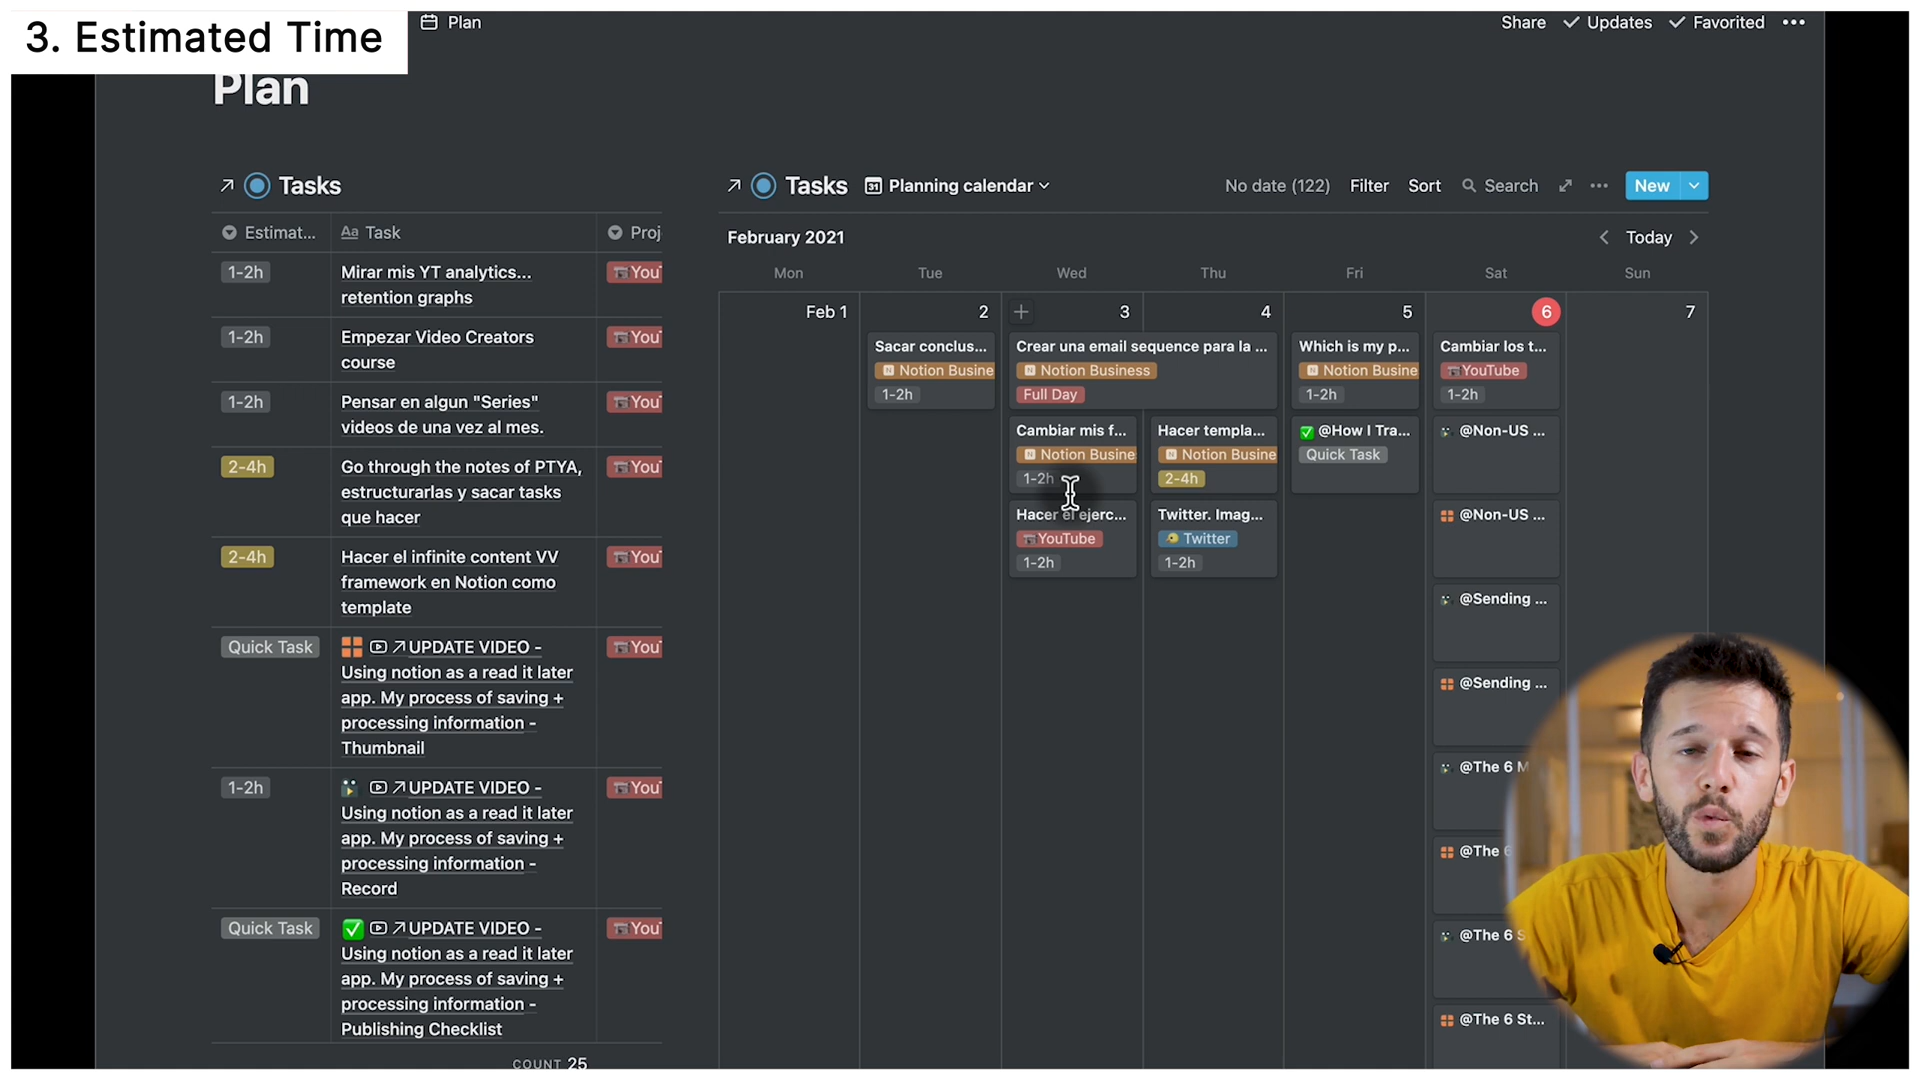 3. Estimated Time
Plan
Share
Updates
Favorited
Plan
Tasks
Estimat...
Aa Task
Proj
1-2h
Mirar mis YT analytics...
retention graphs
You
1-2h
Empezar Video Creators
course
You
1-2h
Pensar en algun "Series"
videos de una vez al mes.
You
2-4h
Go through the notes of PTYA,
estructurarlas y sacar tasks
que hacer
You
2-4h
Hacer el infinite content VV
framework en Notion como
template
You
Quick Task
UPDATE VIDEO -
Using notion as a read it later
app. My process of saving +
processing information -
Thumbnail
You
1-2h
UPDATE VIDEO -
Using notion as a read it later
app. My process of saving +
processing information -
Record
You
Quick Task
UPDATE VIDEO -
Using notion as a read it later
app. My process of saving +
processing information -
Publishing Checklist
You
COUNT 25
Tasks
31 Planning calendar
No date (122)
Filter
Sort
Search
New
February 2021
Today
Mon Tue Wed Thu Fri Sat Sun
Feb 1 2 3 4 5 6 7
Sacar conclus...
Notion Busine
1-2h
Crear una email sequence para la ...
Notion Business
Full Day
Cambiar mis f...
Notion Busine
1-2h
Hacer el ejerc...
YouTube
1-2h
Hacer templa...
Notion Busine
2-4h
Twitter. Imag...
Twitter
1-2h
Which is my p...
Notion Busine
1-2h
@How I Tra...
Quick Task
Cambiar los t...
YouTube
1-2h
@Non-US ...
@Non-US ...
@Sending ...
@Sending ...
@The 6 M
@The 6
@The 6 S
@The 6 St...